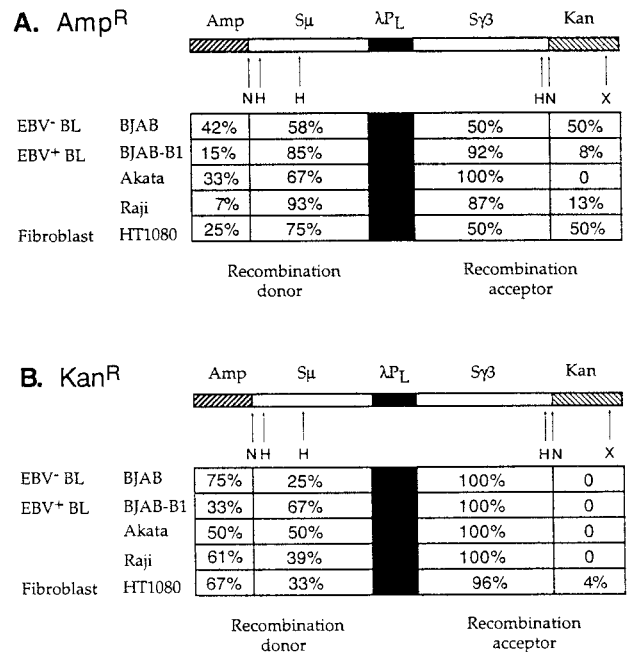 A. Amp^R
Amp Sμ λP_L Sγ3 Kan
N H H H N X
EBV⁻ BL BJAB 42% 58% 50% 50%
EBV⁺ BL BJAB-B1 15% 85% 92% 8%
Akata 33% 67% 100% 0
Raji 7% 93% 87% 13%
Fibroblast HT1080 25% 75% 50% 50%
Recombination donor Recombination acceptor
B. Kan^R
Amp Sμ λP_L Sγ3 Kan
N H H H N X
EBV⁻ BL BJAB 75% 25% 100% 0
EBV⁺ BL BJAB-B1 33% 67% 100% 0
Akata 50% 50% 100% 0
Raji 61% 39% 100% 0
Fibroblast HT1080 67% 33% 96% 4%
Recombination donor Recombination acceptor